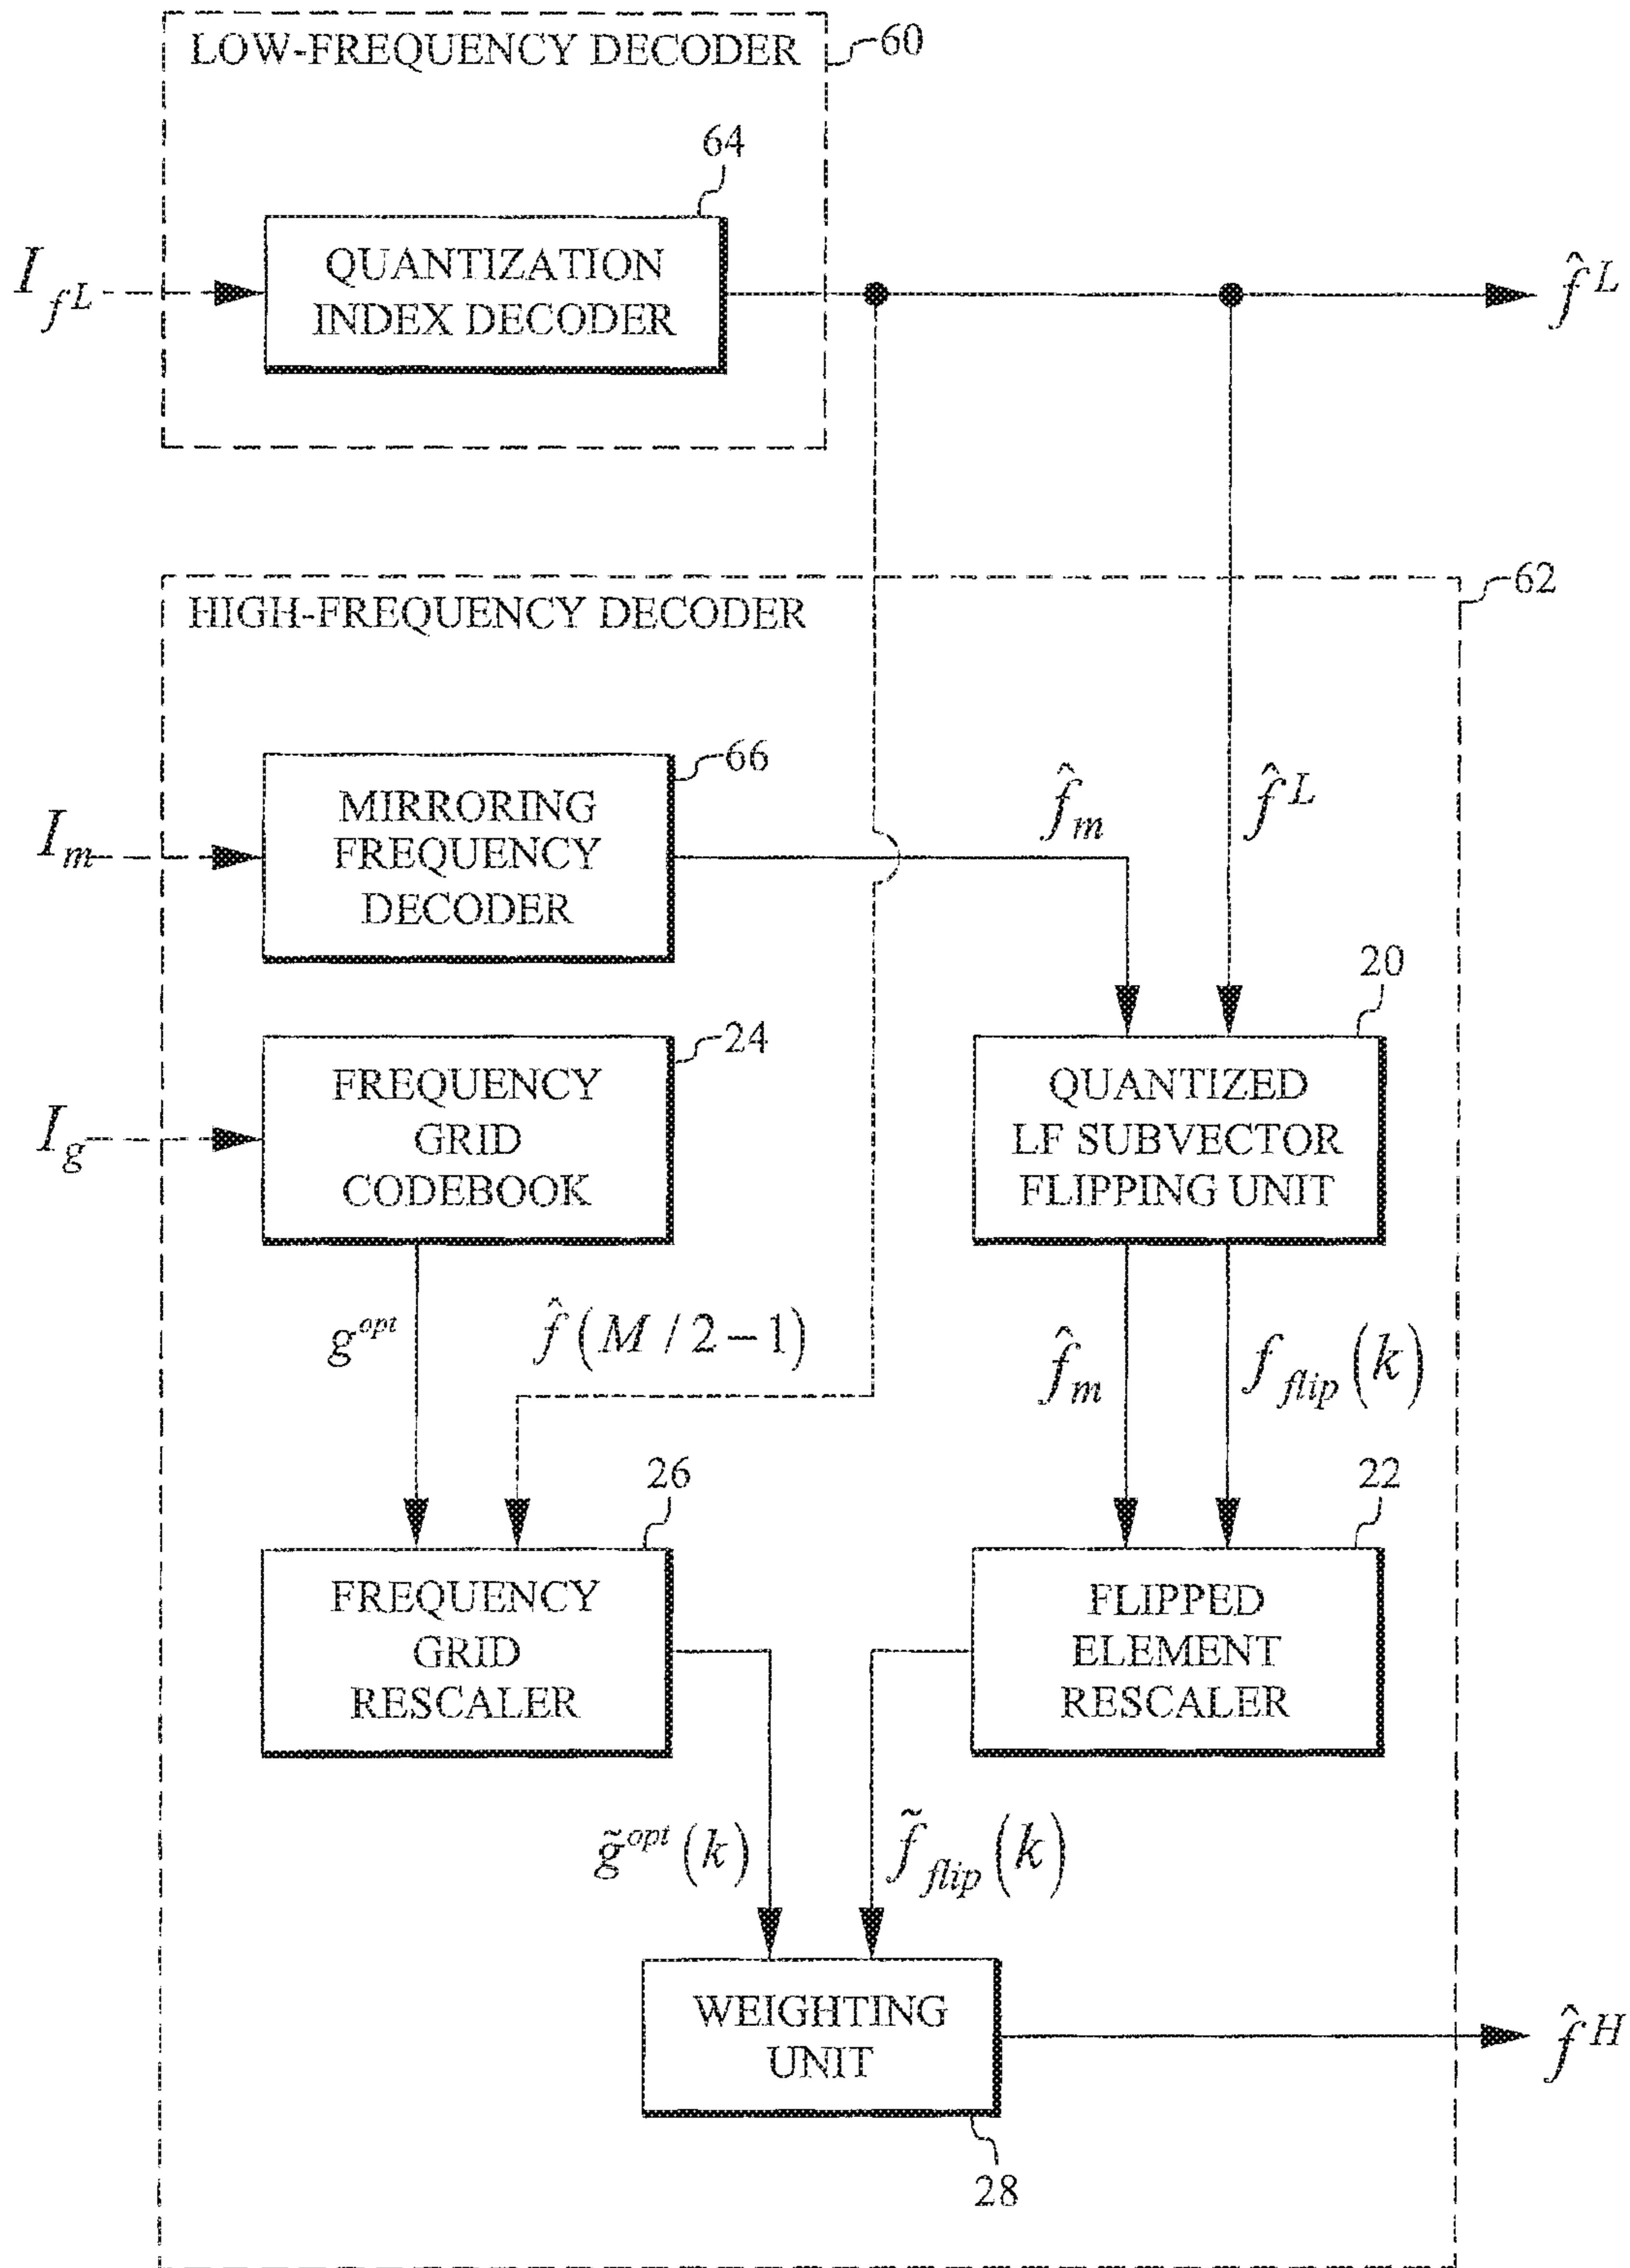 LOW-FREQUENCY DECODER
60
64
QUANTIZATION
INDEX DECODER
I_{f^L}
f̂^L
62
HIGH-FREQUENCY DECODER
66
MIRRORING
FREQUENCY
DECODER
I_m
f̂_m
f̂^L
20
24
FREQUENCY
GRID
CODEBOOK
I_g
QUANTIZED
LF SUBVECTOR
FLIPPING UNIT
g^{opt}
f̂(M/2−1)
f̂_m
f_{flip}(k)
26
22
FREQUENCY
GRID
RESCALER
FLIPPED
ELEMENT
RESCALER
g̃^{opt}(k)
f̃_{flip}(k)
WEIGHTING
UNIT
f̂^H
28